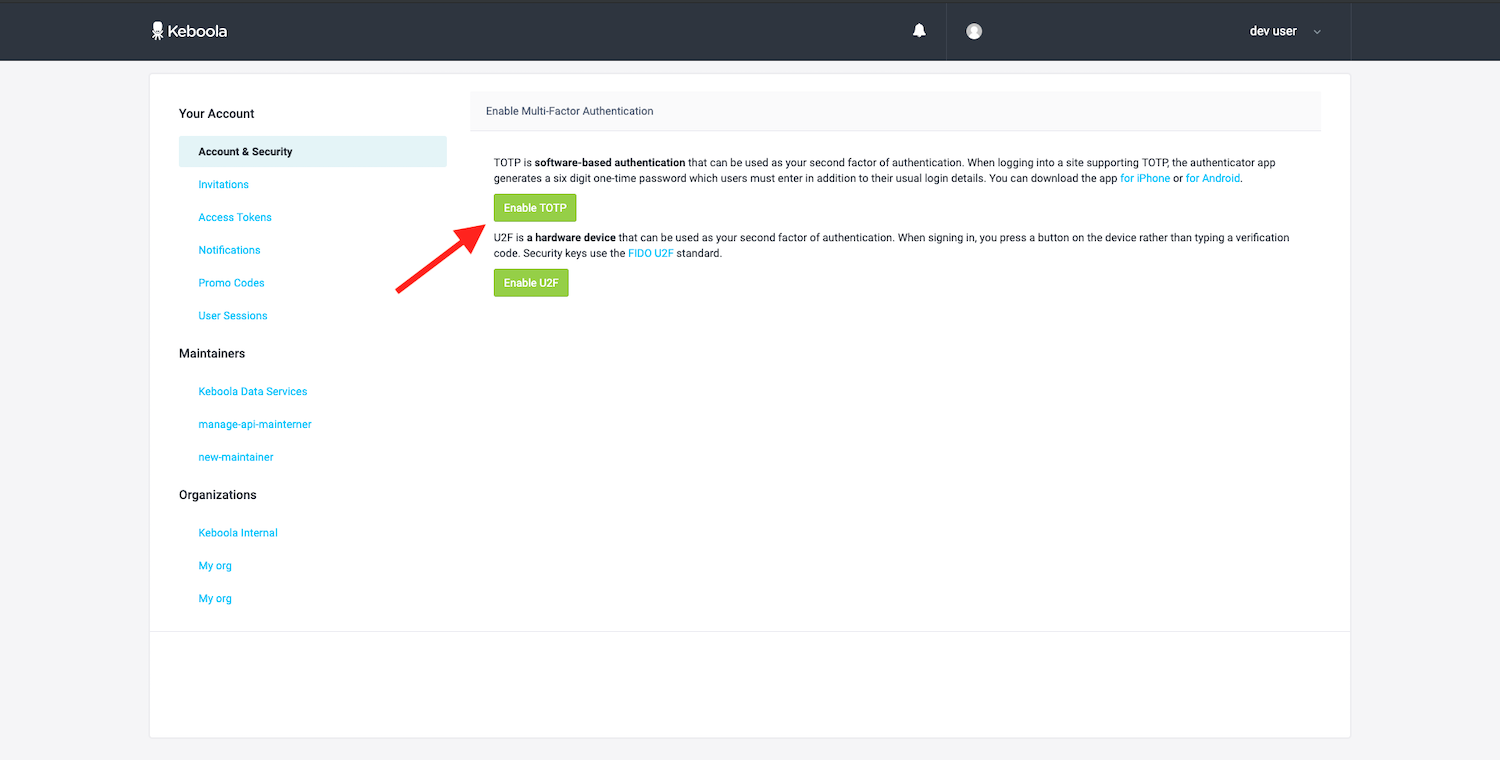 Keboola
dev user
Your Account
Account & Security
Invitations
Access Tokens
Notifications
Promo Codes
User Sessions
Maintainers
Keboola Data Services
manage-api-mainterner
new-maintainer
Organizations
Keboola Internal
My org
My org
Enable Multi-Factor Authentication
TOTP is software-based authentication that can be used as your second factor of authentication. When logging into a site supporting TOTP, the authenticator app
generates a six digit one-time password which users must enter in addition to their usual login details. You can download the app for iPhone or for Android.
Enable TOTP
U2F is a hardware device that can be used as your second factor of authentication. When signing in, you press a button on the device rather than typing a verification
code. Security keys use the FIDO U2F standard.
Enable U2F